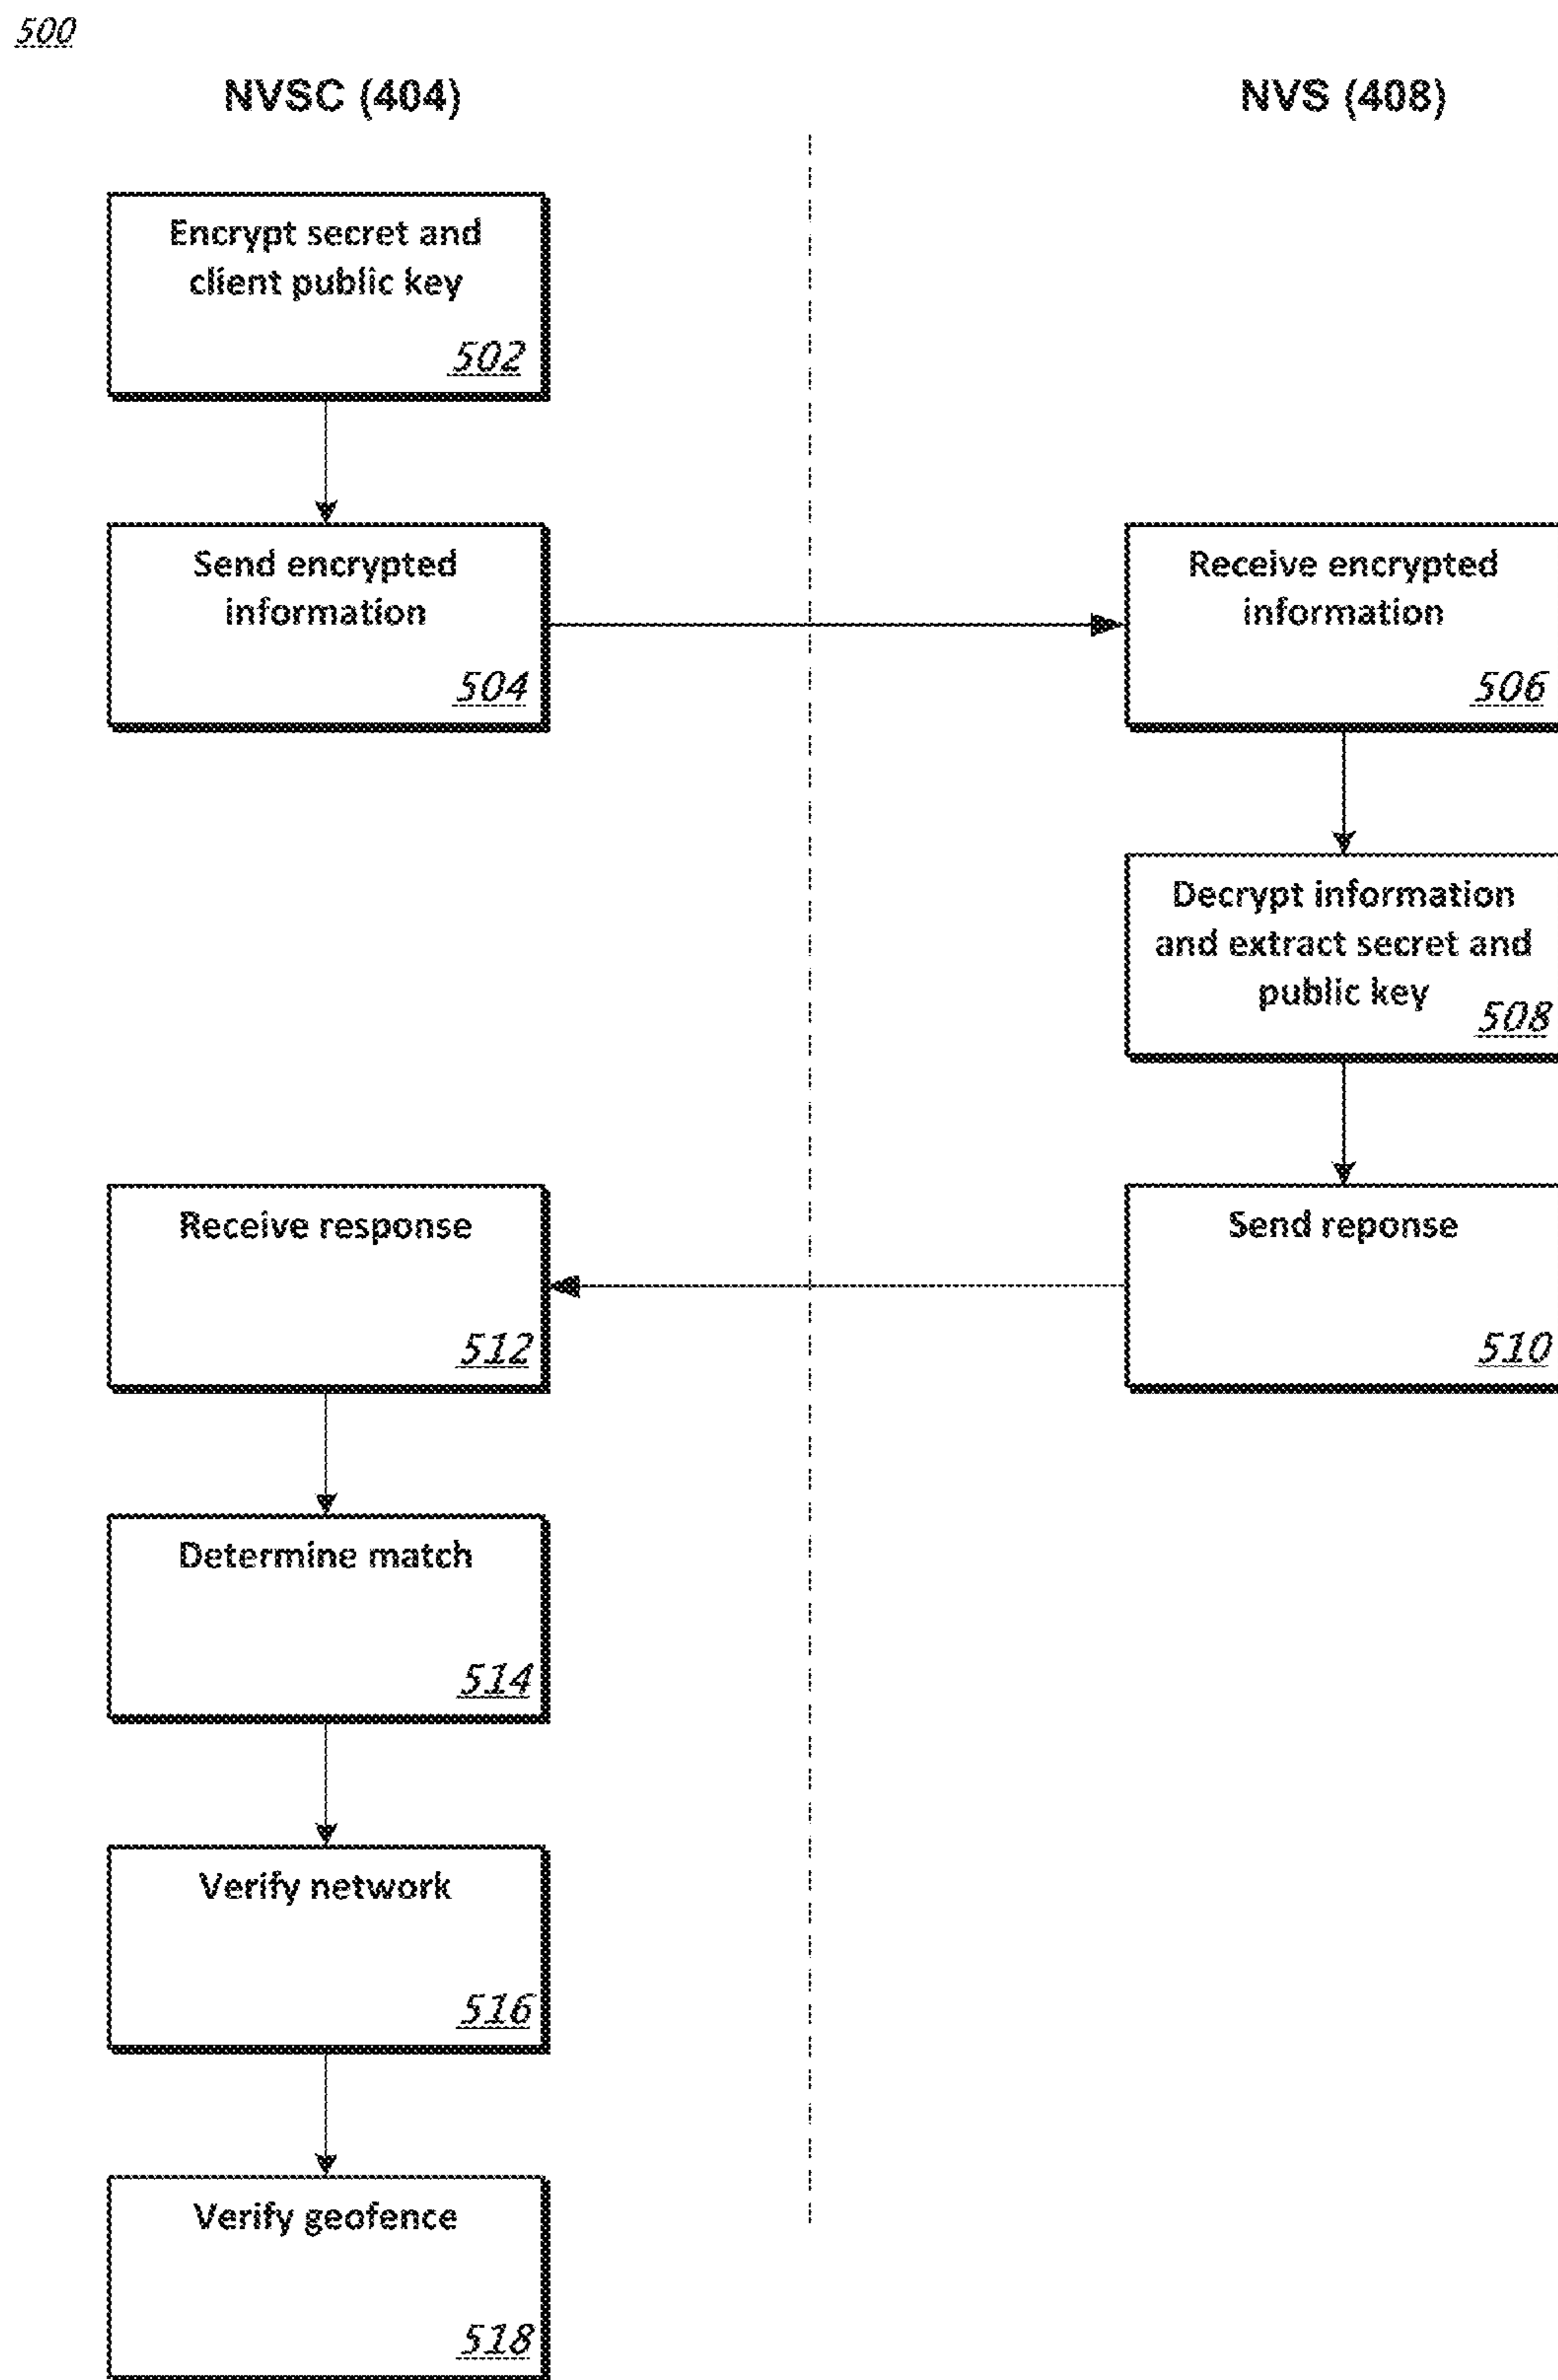 500
NVSC (404)
NVS (408)
Encrypt secret and
client public key
502
Send encrypted
information
504
Receive encrypted
information
506
Decrypt information
and extract secret and
public key
508
Send reponse
510
Receive response
512
Determine match
514
Verify network
516
Verify geofence
518